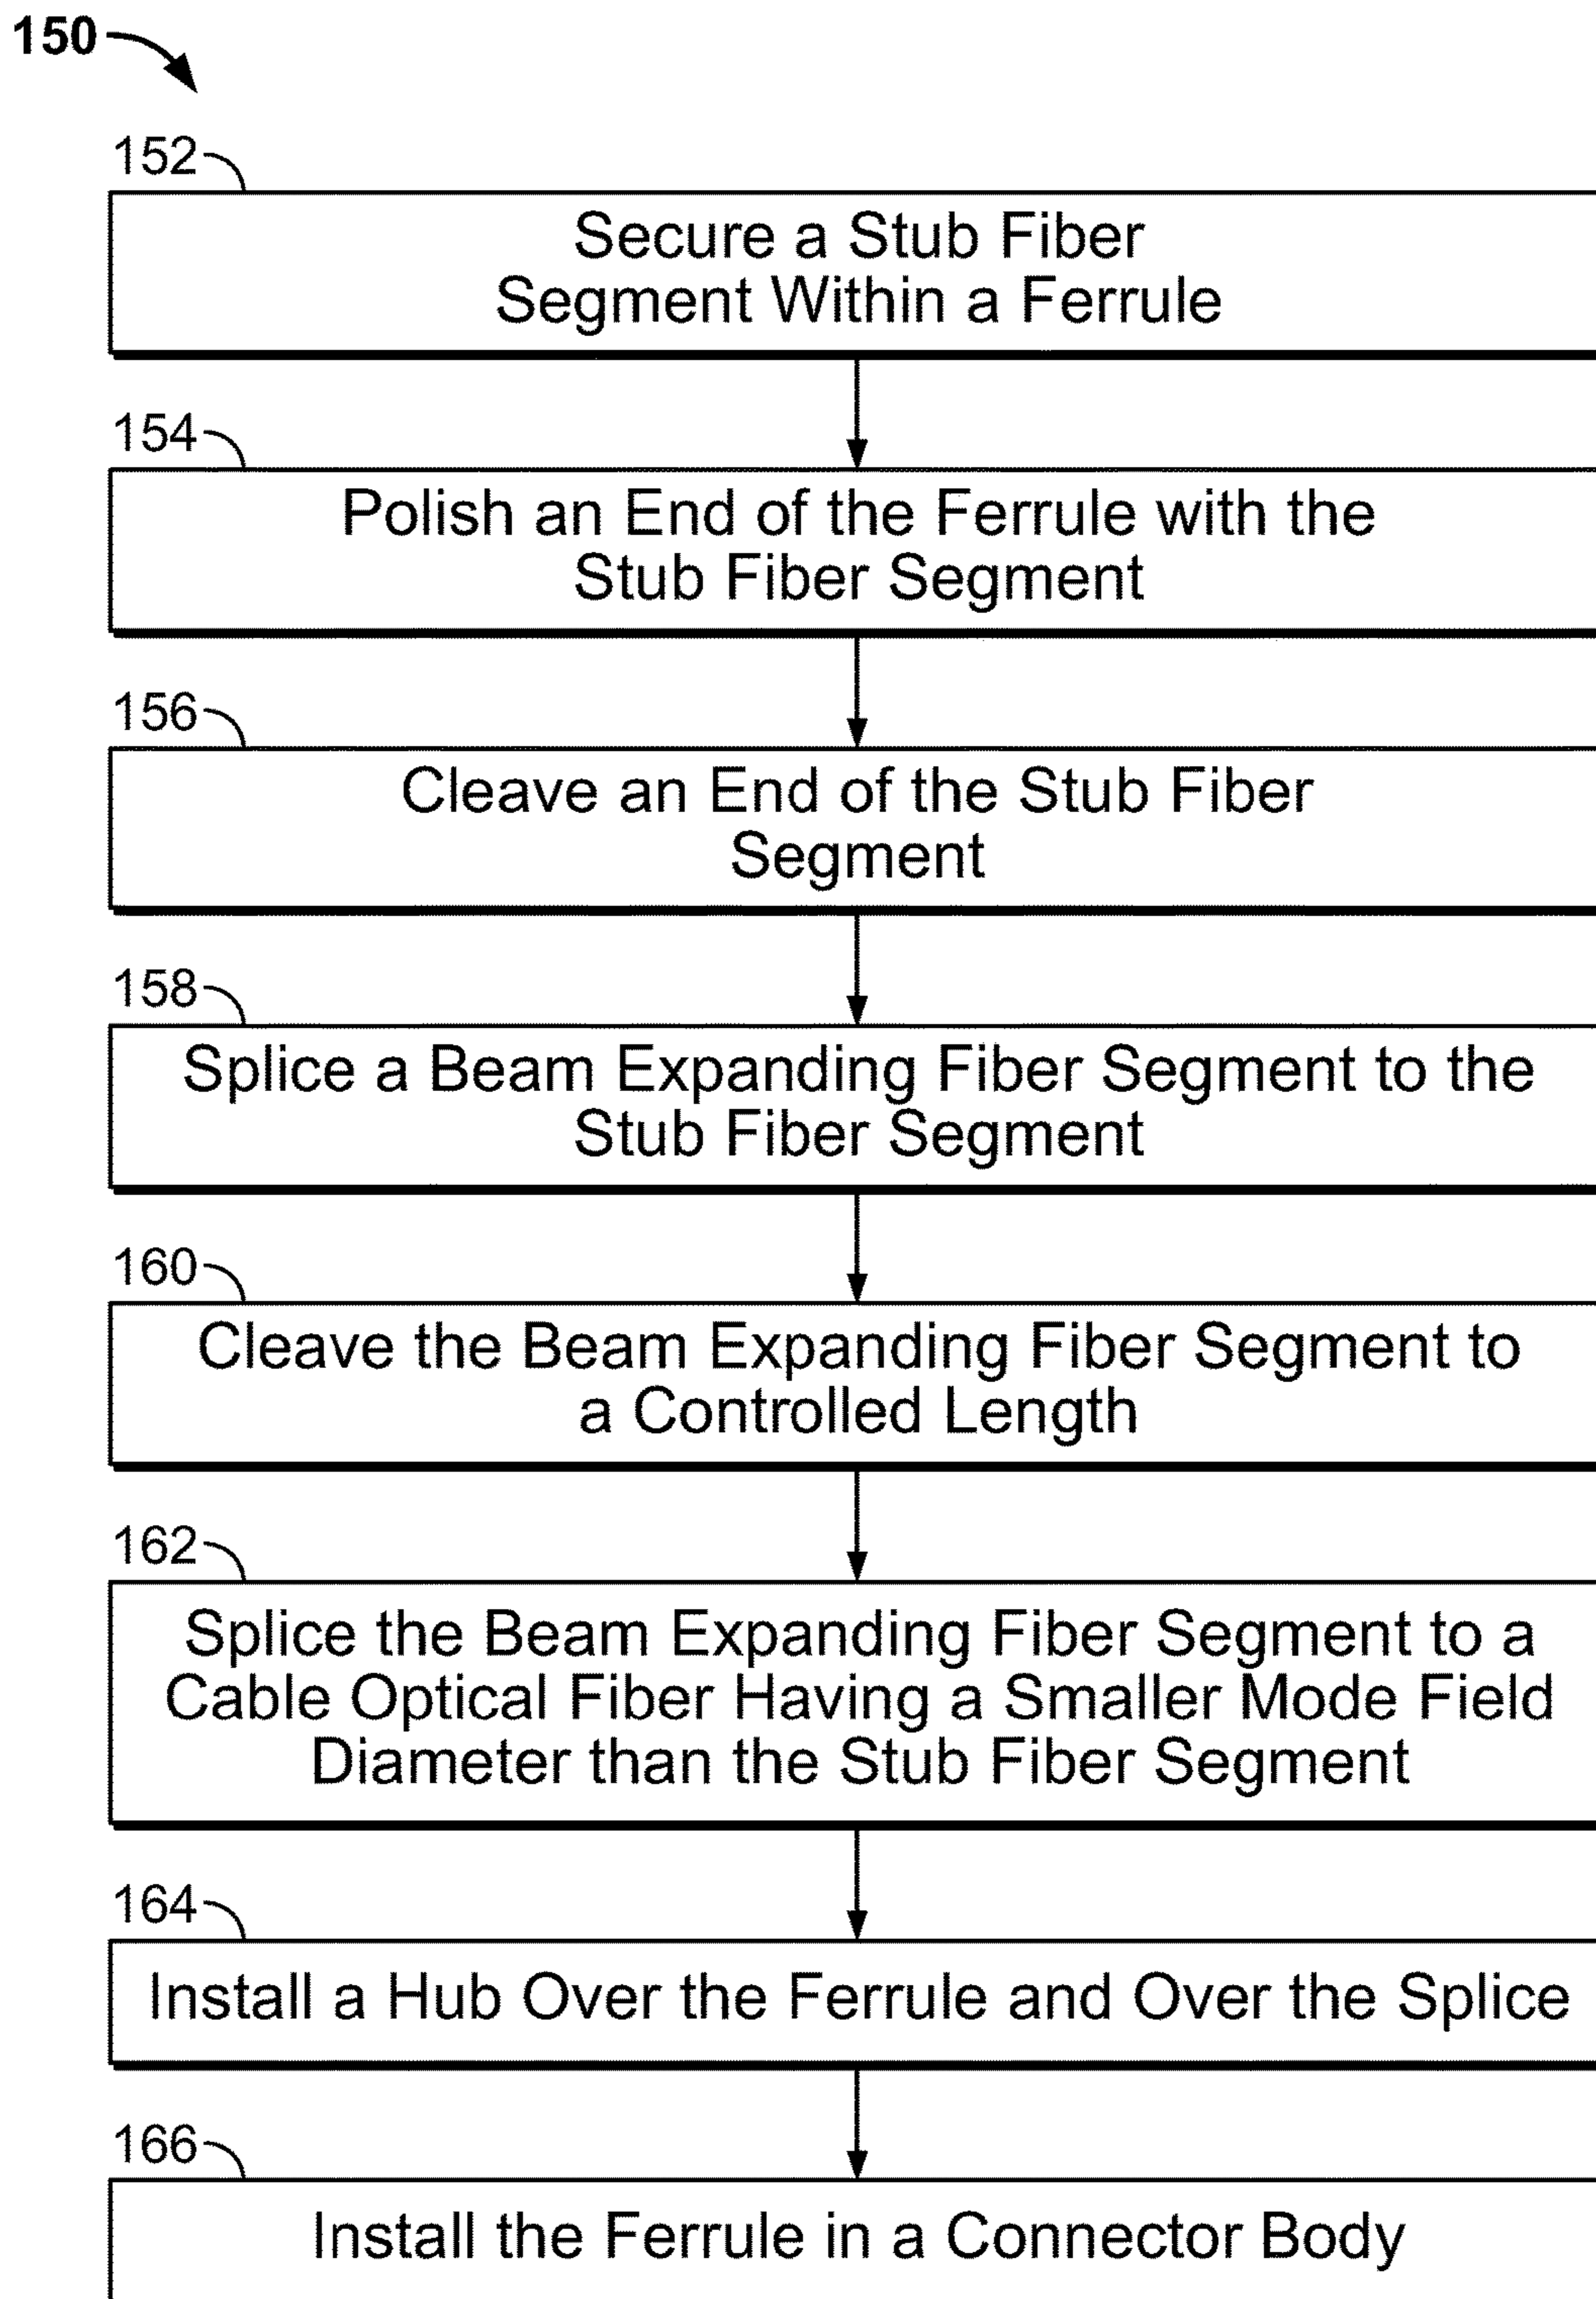 150
152
Secure a Stub Fiber
Segment Within a Ferrule
154
Polish an End of the Ferrule with the
Stub Fiber Segment
156
Cleave an End of the Stub Fiber
Segment
158
Splice a Beam Expanding Fiber Segment to the
Stub Fiber Segment
160
Cleave the Beam Expanding Fiber Segment to
a Controlled Length
162
Splice the Beam Expanding Fiber Segment to a
Cable Optical Fiber Having a Smaller Mode Field
Diameter than the Stub Fiber Segment
164
Install a Hub Over the Ferrule and Over the Splice
166
Install the Ferrule in a Connector Body